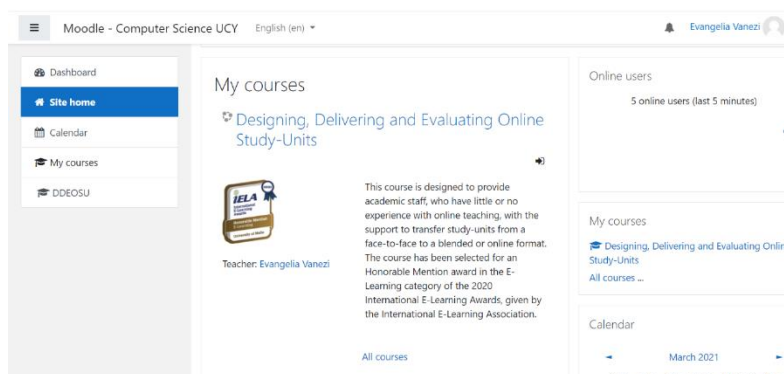 Moodle - Computer Science UCY
English (en)
Evangelia Vanezi
Dashboard
Site home
Calendar
My courses
DDEOSU
My courses
Designing, Delivering and Evaluating Online
Study-Units
IELA
Teacher: Evangelia Vanezi
This course is designed to provide
academic staff, who have little or no
experience with online teaching, with the
support to transfer study-units from a
face-to-face to a blended or online format.
The course has been selected for an
Honorable Mention award in the E-
Learning category of the 2020
International E-Learning Awards, given by
the International E-Learning Association.
All courses
Online users
5 online users (last 5 minutes)
My courses
Designing, Delivering and Evaluating Onlin
Study-Units
All courses ...
Calendar
March 2021